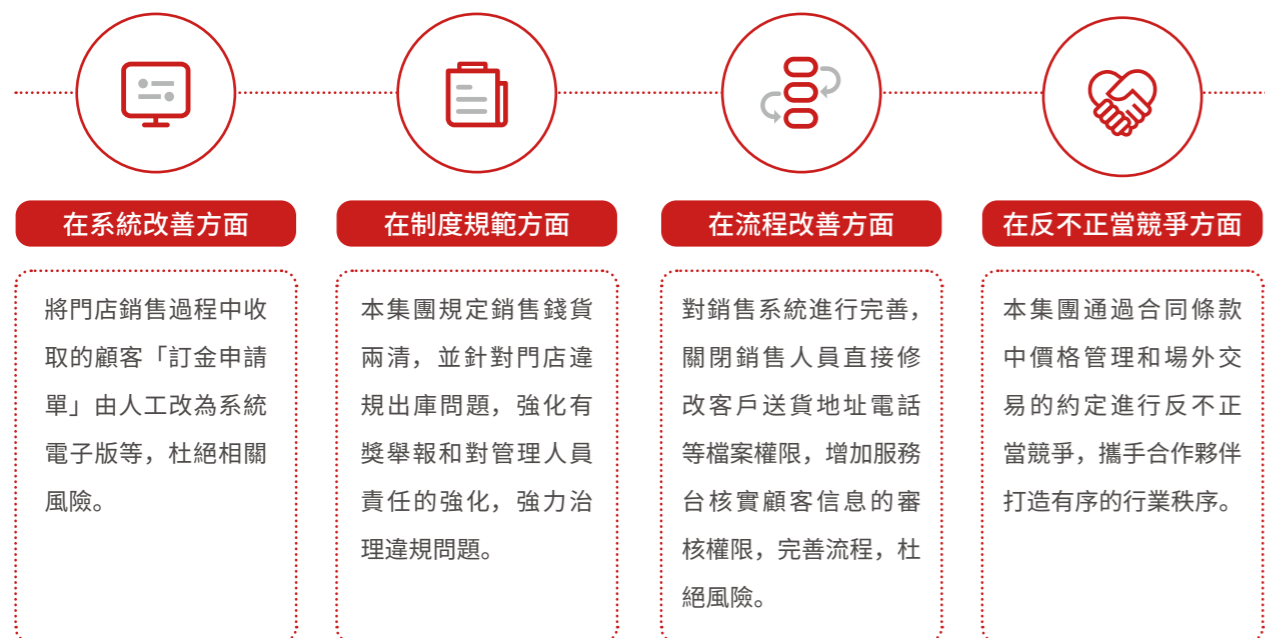 在系統改善方面
將門店銷售過程中收
取的顧客「訂金申請
單」由人工改為系統
電子版等，杜絕相關
風險。
在制度規範方面
本集團規定銷售錢貨
兩清，並針對門店違
規出庫問題，強化有
獎舉報和對管理人員
責任的強化，強力治
理違規問題。
在流程改善方面
對銷售系統進行完善，
關閉銷售人員直接修
改客戶送貨地址電話
等檔案權限，增加服務
台核實顧客信息的審
核權限，完善流程，杜
絕風險。
在反不正當競爭方面
本集團通過合同條款
中價格管理和場外交
易的約定進行反不正
當競爭，攜手合作夥伴
打造有序的行業秩序。